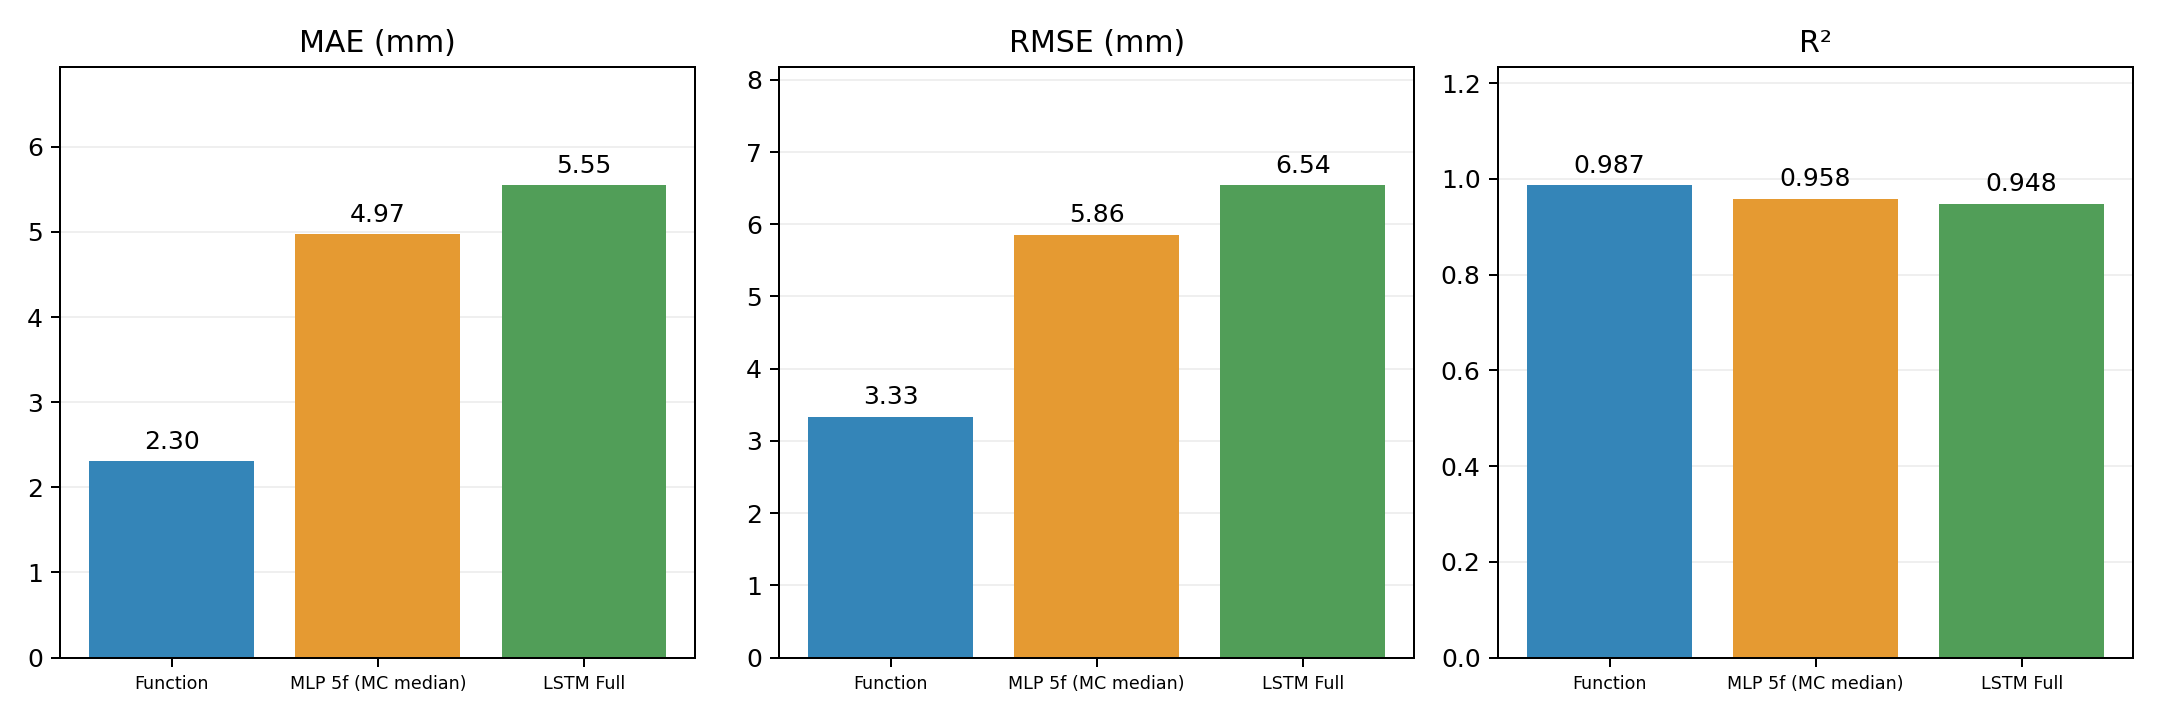 MAE (mm)
6
5
4
3
2
1
0
2.30
4.97
5.55
Function
MLP 5f (MC median)
LSTM Full
RMSE (mm)
8
7
6
5
4
3
2
1
0
3.33
5.86
6.54
Function
MLP 5f (MC median)
LSTM Full
R²
1.2
1.0
0.8
0.6
0.4
0.2
0.0
0.987
0.958
0.948
Function
MLP 5f (MC median)
LSTM Full